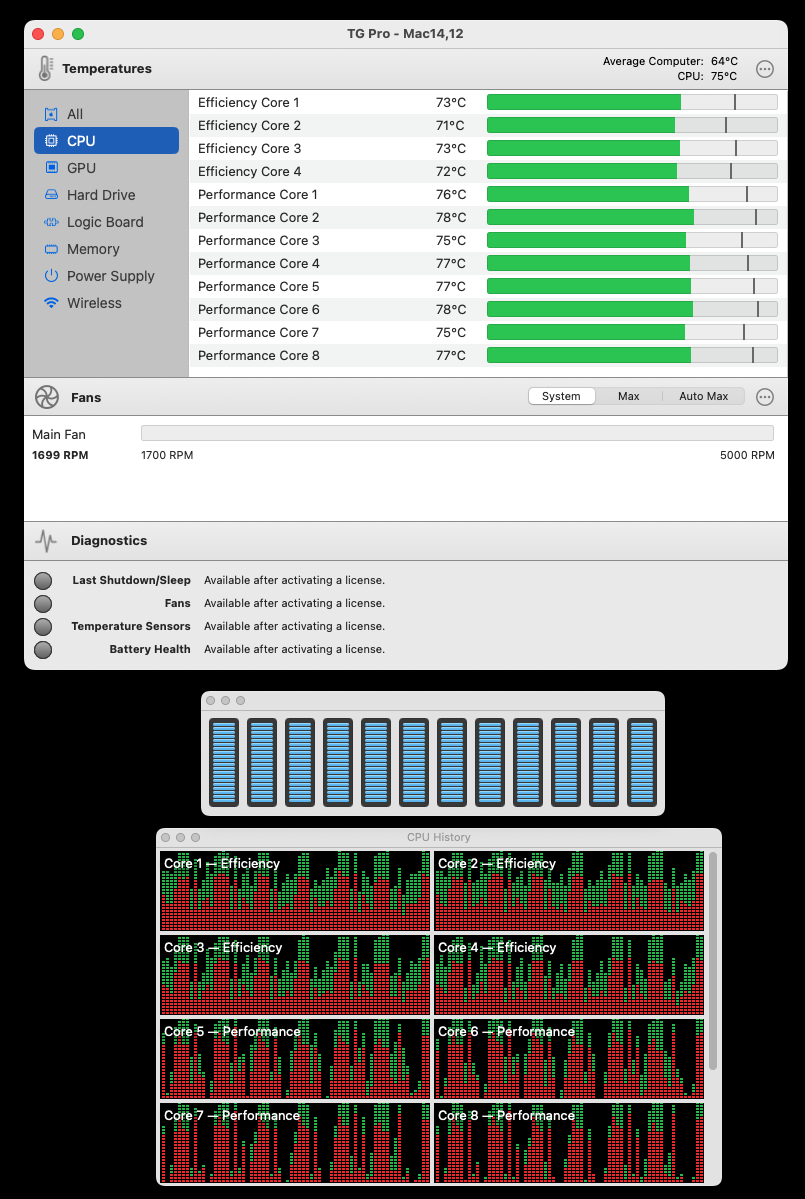 TG Pro - Mac14,12
Temperatures
Average Computer: 64°C
CPU: 75°C
All
CPU
GPU
Hard Drive
Logic Board
Memory
Power Supply
Wireless
Efficiency Core 1 73°C
Efficiency Core 2 71°C
Efficiency Core 3 73°C
Efficiency Core 4 72°C
Performance Core 1 76°C
Performance Core 2 78°C
Performance Core 3 75°C
Performance Core 4 77°C
Performance Core 5 77°C
Performance Core 6 78°C
Performance Core 7 75°C
Performance Core 8 77°C
Fans System Max Auto Max
Main Fan
1699 RPM 1700 RPM 5000 RPM
Diagnostics
Last Shutdown/Sleep Available after activating a license.
Fans Available after activating a license.
Temperature Sensors Available after activating a license.
Battery Health Available after activating a license.
CPU History
Core 1 — Efficiency Core 2 — Efficiency
Core 3 — Efficiency Core 4 — Efficiency
Core 5 — Performance Core 6 — Performance
Core 7 — Performance Core 8 — Performance